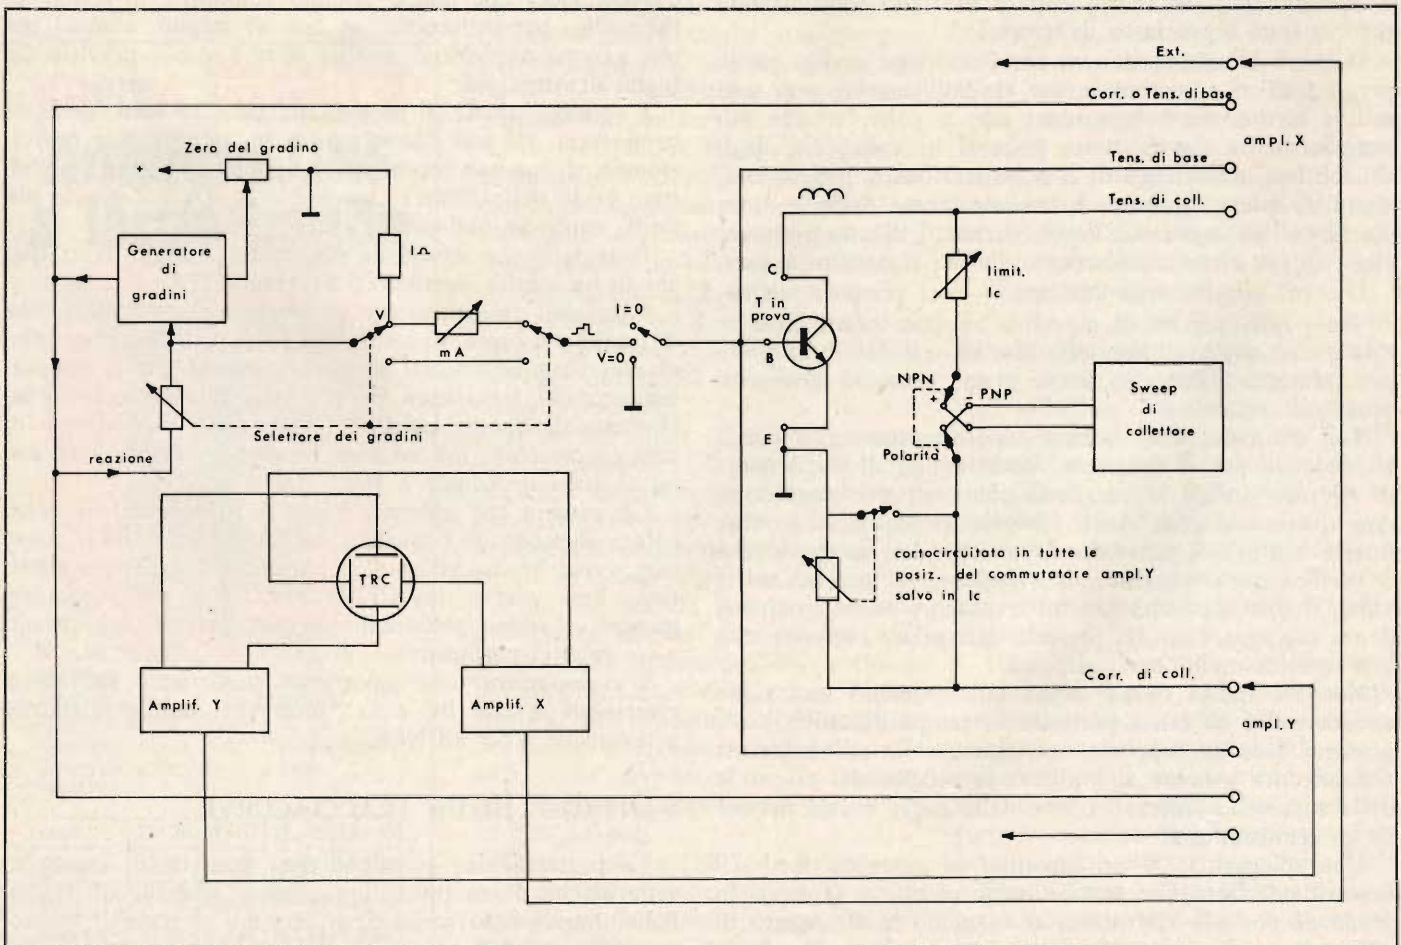 Ext.
Corr. o Tens. di base
ampl. X
Tens. di base
Tens. di coll.
Zero del gradino
Generatore
di
gradini
1Ω
V
mA
I=0
V=0
C
T in
prova
B
E
limit.
Ic
NPN
+
-
PNP
Polarità
Sweep
di
collettore
Selettore dei gradini
reazione
TRC
cortocircuitato in tutte le
posiz. del commutatore ampl.Y
salvo in Ic
Amplif. Y
Amplif. X
Corr. di coll.
ampl.Y